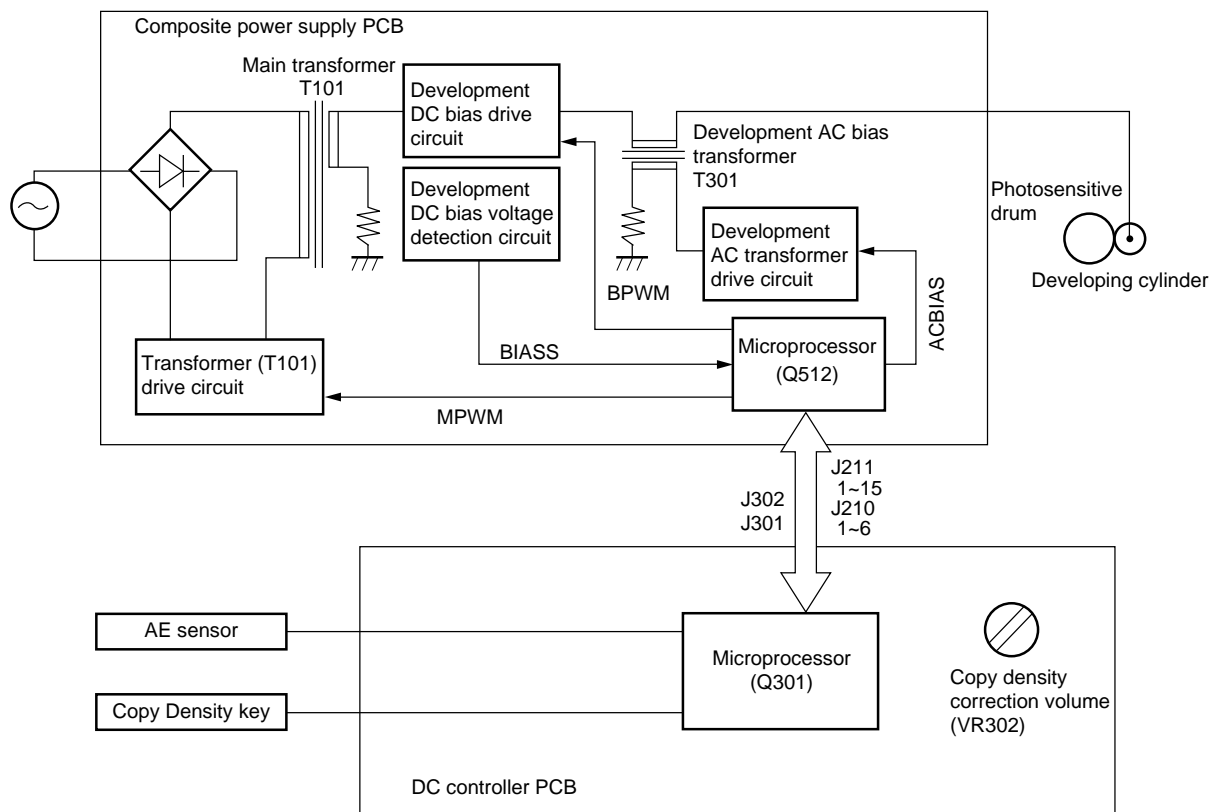 Composite power supply PCB
Main transformer
T101
Development
DC bias drive
circuit
Development AC bias
transformer
T301
Development
DC bias voltage
detection circuit
Photosensitive
drum
Development
AC transformer
drive circuit
Developing cylinder
BPWM
ACBIAS
Transformer (T101)
drive circuit
BIASS
Microprocessor
(Q512)
MPWM
J302
J301
J211
1~15
J210
1~6
AE sensor
Copy Density key
Microprocessor
(Q301)
Copy density
correction volume
(VR302)
DC controller PCB